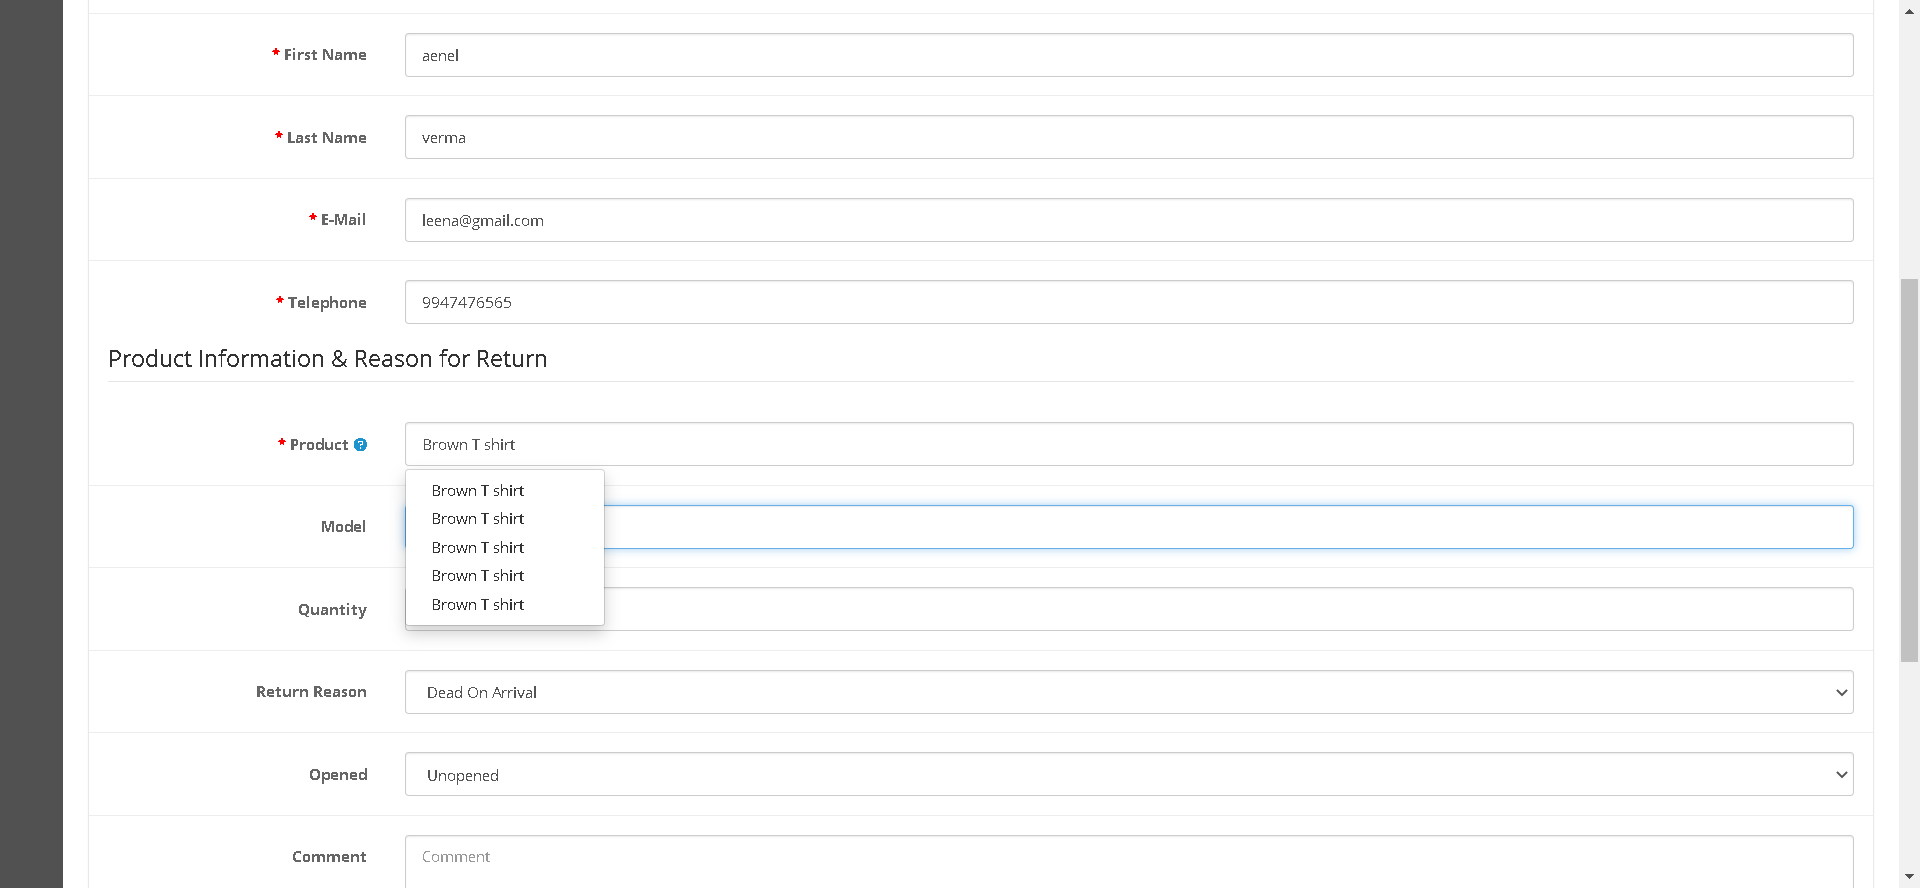 * First Name aenel
* Last Name verma
* E-Mail leena@gmail.com
* Telephone 9947476565
Product Information & Reason for Return
* Product ? Brown T shirt
Brown T shirt
Model
Brown T shirt
Brown T shirt
Brown T shirt
Quantity
Brown T shirt
Return Reason Dead On Arrival
Opened Unopened
Comment Comment